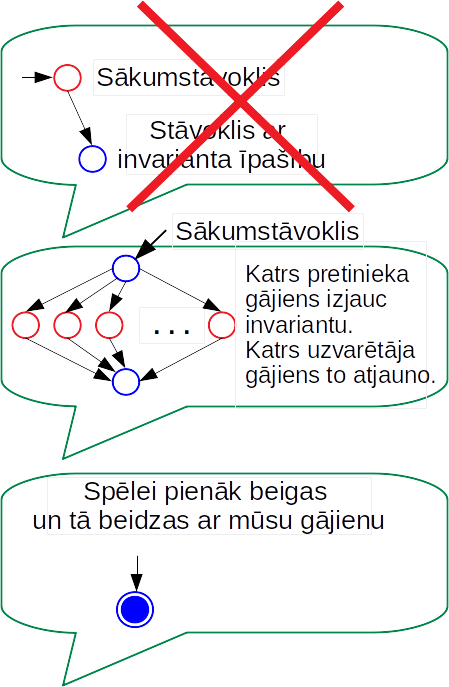 Sākumstāvoklis
Stāvoklis ar
invarianta īpašību
Sākumstāvoklis
Katrs pretinieka
gājiens izjauc
invariantu.
Katrs uzvarētāja
gājiens to atjauno.
...
Spēlei pienāk beigas
un tā beidzas ar mūsu gājienu